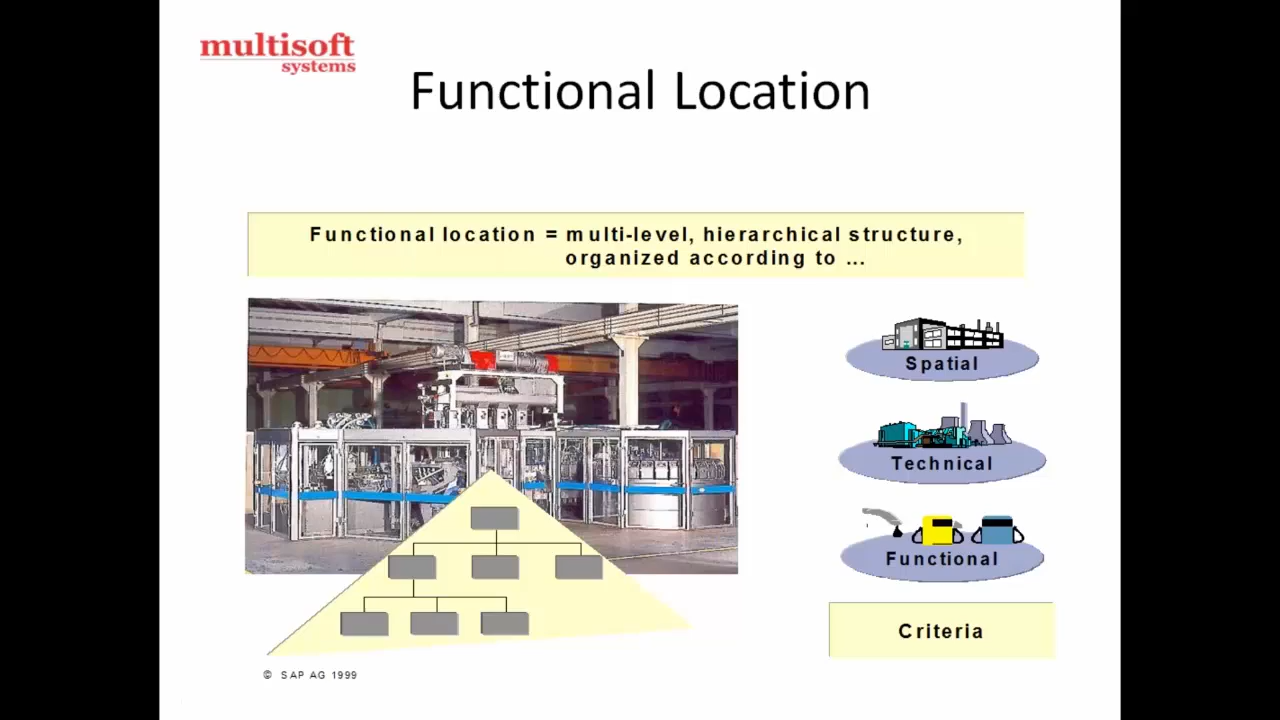 multisoft
systems
Functional Location
Functional location = multi-level, hierarchical structure,
organized according to ...
Spatial
Technical
Functional
Criteria
© SAP AG 1999